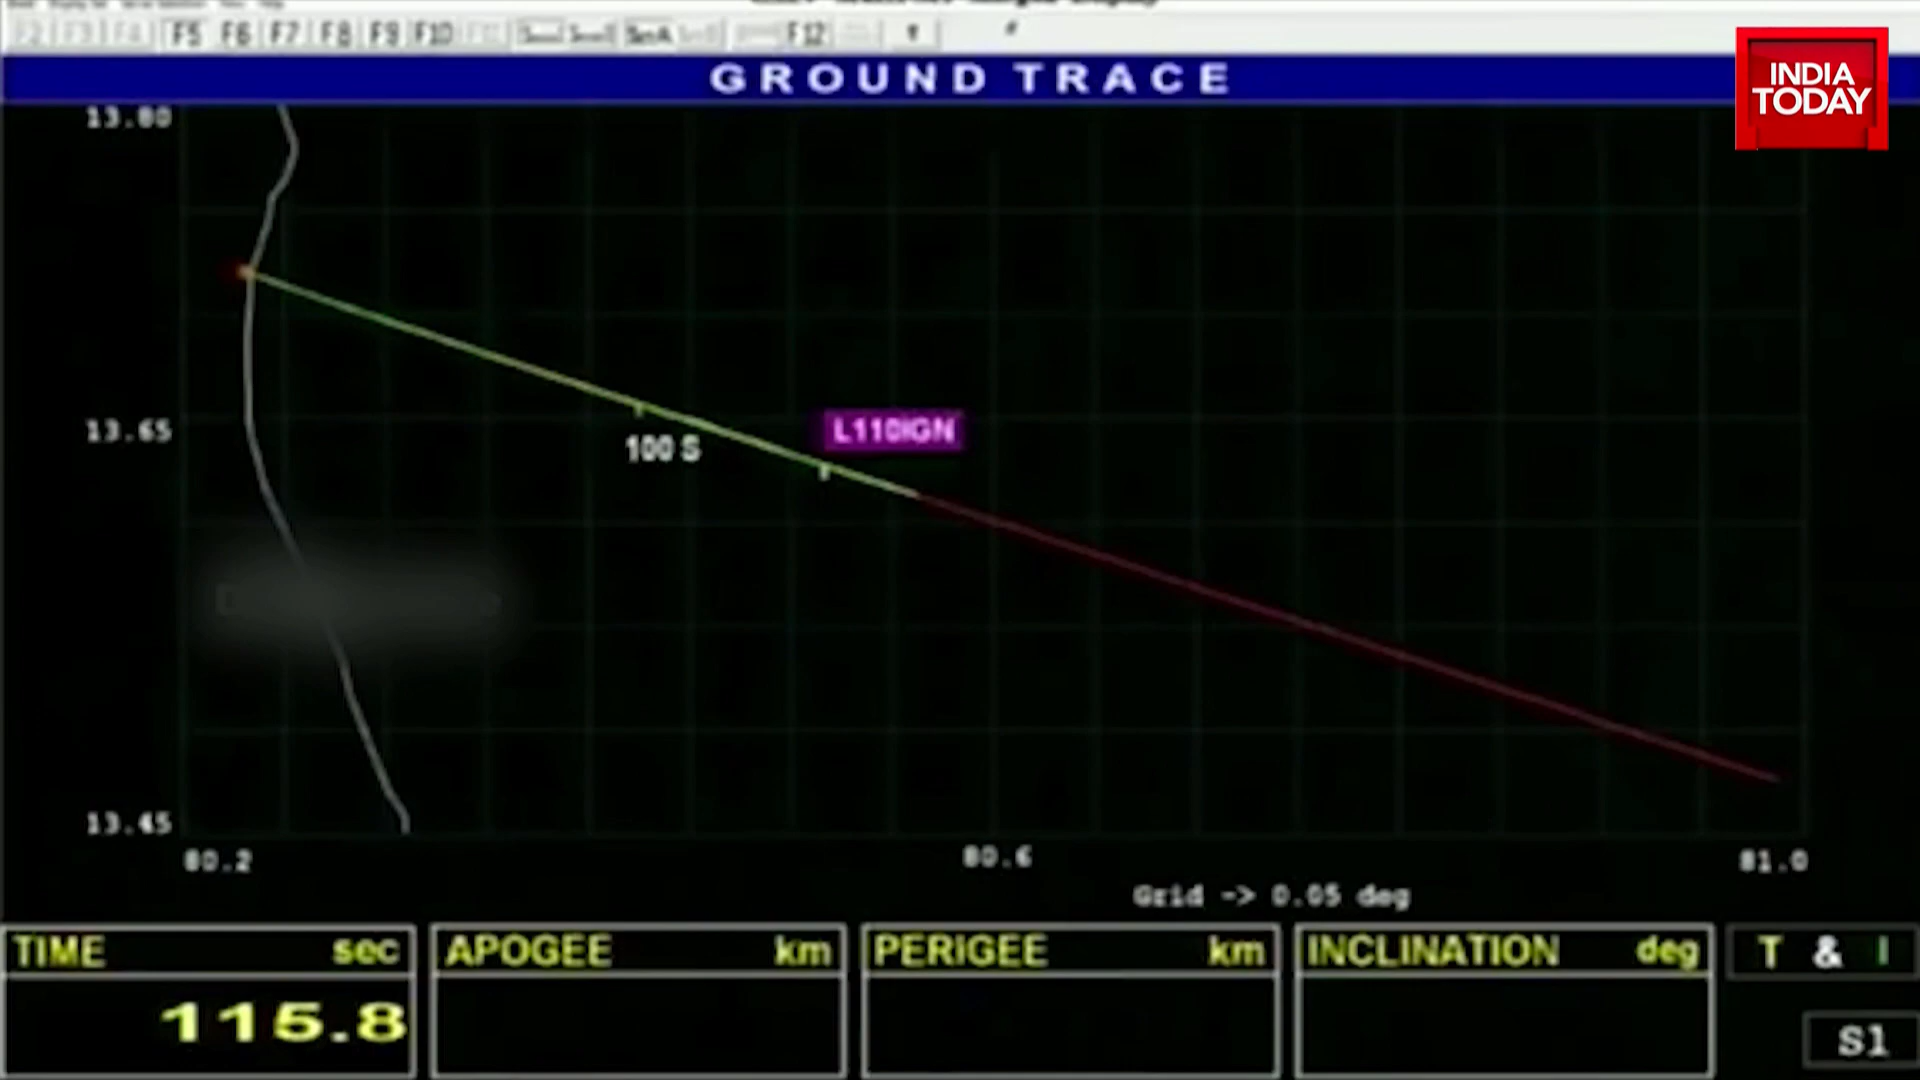 F5 F6 F7 F8 F9 F10 F12
GROUND TRACE
INDIA
TODAY
13.80
L110IGN
13.65
100 S
13.45
80.2
80.6
81.0
Grid -> 0.05 deg
TIME sec
APOGEE km
PERIGEE km
INCLINATION deg
T & I
115.8
S1